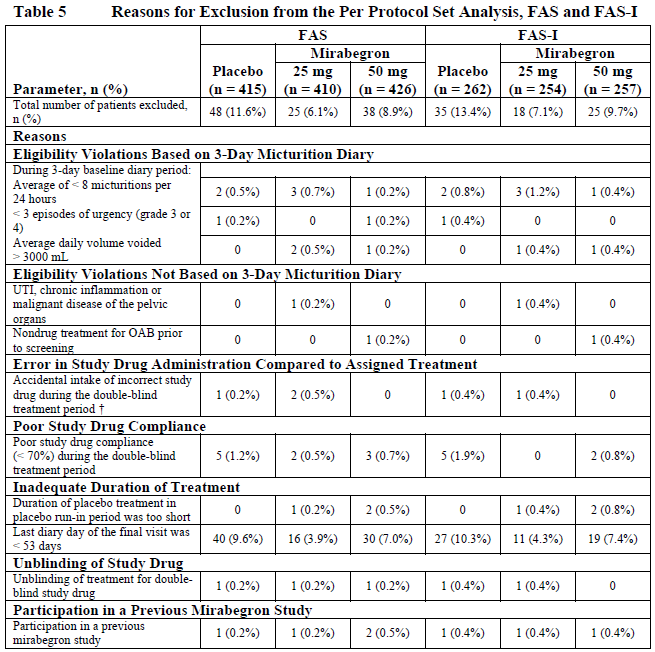 Table 5 Reasons for Exclusion from the Per Protocol Set Analysis, FAS and FAS-I
FAS FAS-I
Mirabegron Mirabegron
Placebo 25 mg 50 mg Placebo 25 mg 50 mg
Parameter, n (%) (n = 415) (n = 410) (n = 426) (n = 262) (n = 254) (n = 257)
Total number of patients excluded,
n (%) 48 (11.6%) 25 (6.1%) 38 (8.9%) 35 (13.4%) 18 (7.1%) 25 (9.7%)
Reasons
Eligibility Violations Based on 3-Day Micturition Diary
During 3-day baseline diary period:
Average of < 8 micturitions per
24 hours 2 (0.5%) 3 (0.7%) 1 (0.2%) 2 (0.8%) 3 (1.2%) 1 (0.4%)
< 3 episodes of urgency (grade 3 or
4) 1 (0.2%) 0 1 (0.2%) 1 (0.4%) 0 0
Average daily volume voided
> 3000 mL 0 2 (0.5%) 1 (0.2%) 0 1 (0.4%) 1 (0.4%)
Eligibility Violations Not Based on 3-Day Micturition Diary
UTI, chronic inflammation or
malignant disease of the pelvic
organs 0 1 (0.2%) 0 0 1 (0.4%) 0
Nondrug treatment for OAB prior
to screening 0 0 1 (0.2%) 0 0 1 (0.4%)
Error in Study Drug Administration Compared to Assigned Treatment
Accidental intake of incorrect study
drug during the double-blind
treatment period † 1 (0.2%) 2 (0.5%) 0 1 (0.4%) 1 (0.4%) 0
Poor Study Drug Compliance
Poor study drug compliance
(< 70%) during the double-blind
treatment period 5 (1.2%) 2 (0.5%) 3 (0.7%) 5 (1.9%) 0 2 (0.8%)
Inadequate Duration of Treatment
Duration of placebo treatment in
placebo run-in period was too short 0 1 (0.2%) 2 (0.5%) 0 1 (0.4%) 2 (0.8%)
Last diary day of the final visit was
< 53 days 40 (9.6%) 16 (3.9%) 30 (7.0%) 27 (10.3%) 11 (4.3%) 19 (7.4%)
Unblinding of Study Drug
Unblinding of treatment for double-
blind study drug 1 (0.2%) 1 (0.2%) 1 (0.2%) 1 (0.4%) 1 (0.4%) 0
Participation in a Previous Mirabegron Study
Participation in a previous
mirabegron study 1 (0.2%) 1 (0.2%) 2 (0.5%) 1 (0.4%) 1 (0.4%) 1 (0.4%)